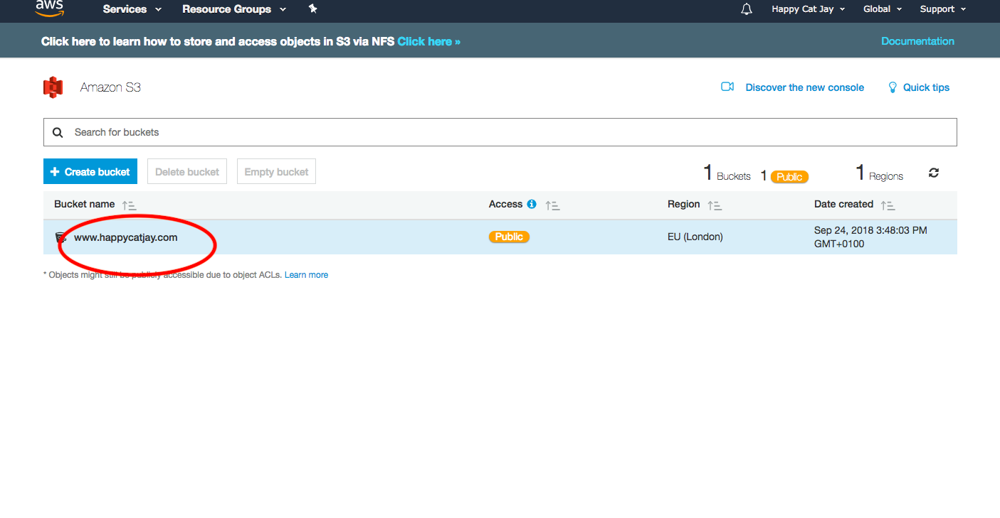 aws Services Resource Groups Happy Cat Jay Global Support
Click here to learn how to store and access objects in S3 via NFS Click here » Documentation
Amazon S3 Discover the new console Quick tips
Search for buckets
+ Create bucket Delete bucket Empty bucket 1 Buckets 1 Public 1 Regions
Bucket name Access Region Date created
www.happycatjay.com Public EU (London) Sep 24, 2018 3:48:03 PM
GMT+0100
* Objects might still be publicly accessible due to object ACLs. Learn more